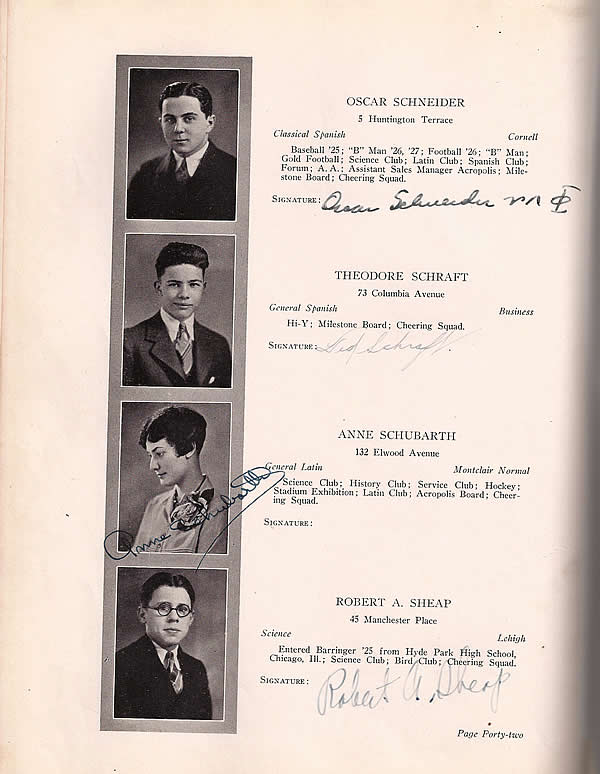 OSCAR SCHNEIDER
5 Huntington Terrace
Classical Spanish Cornell
Baseball '25; "B" Man '26, '27; Football '26; "B" Man;
Gold Football; Science Club; Latin Club; Spanish Club;
Forum; A. A.; Assistant Sales Manager Acropolis; Mile-
stone Board; Cheering Squad.
SIGNATURE: Oscar Schneider
THEODORE SCHRAFT
73 Columbia Avenue
General Spanish Business
Hi-Y; Milestone Board; Cheering Squad.
SIGNATURE: Ted Schraft.
ANNE SCHUBARTH
132 Elwood Avenue
General Latin Montclair Normal
Science Club; History Club; Service Club; Hockey;
Stadium Exhibition; Latin Club; Acropolis Board; Cheer-
ing Squad.
SIGNATURE:
Anne Schubarth
ROBERT A. SHEAP
45 Manchester Place
Science Lehigh
Entered Barringer '25 from Hyde Park High School,
Chicago, Ill.; Science Club; Bird Club; Cheering Squad.
SIGNATURE: Robert A. Sheap
Page Forty-two